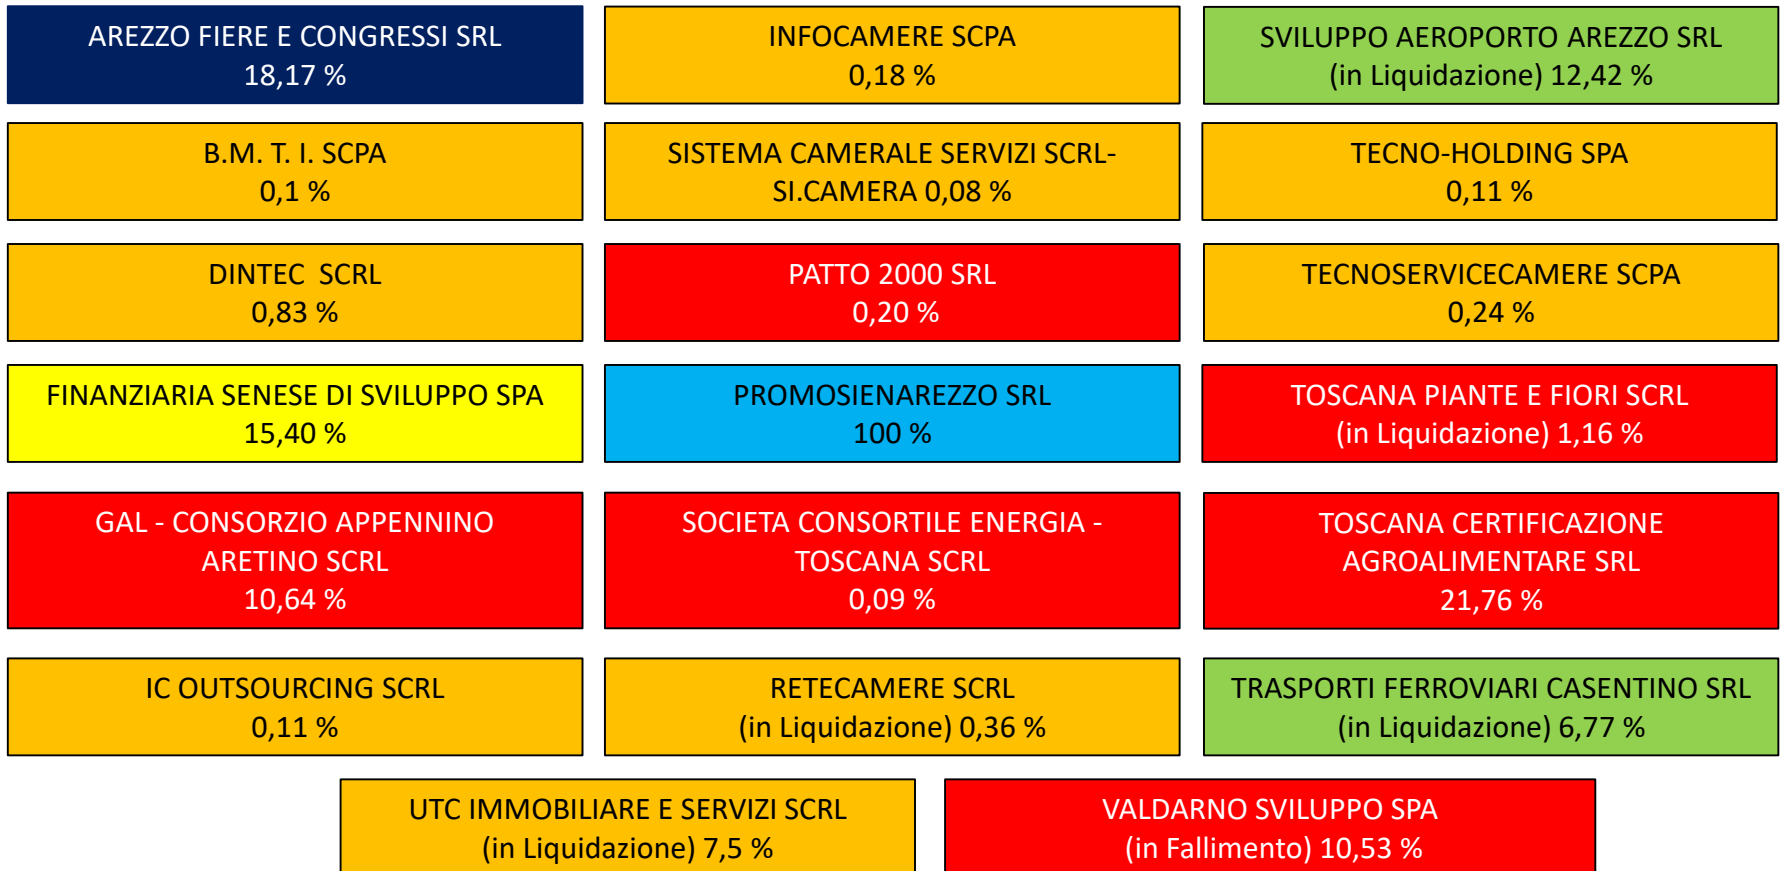 AREZZO FIERE E CONGRESSI SRL
18,17 %
INFOCAMERE SCPA
0,18 %
SVILUPPO AEROPORTO AREZZO SRL
(in Liquidazione) 12,42 %
B.M. T. I. SCPA
0,1 %
SISTEMA CAMERALE SERVIZI SCRL-
SI.CAMERA 0,08 %
TECNO-HOLDING SPA
0,11 %
DINTEC  SCRL
0,83 %
PATTO 2000 SRL
0,20 %
TECNOSERVICECAMERE SCPA
0,24 %
FINANZIARIA SENESE DI SVILUPPO SPA
15,40 %
PROMOSIENAREZZO SRL
100 %
TOSCANA PIANTE E FIORI SCRL
(in Liquidazione) 1,16 %
GAL - CONSORZIO APPENNINO
ARETINO SCRL
10,64 %
SOCIETA CONSORTILE ENERGIA -
TOSCANA SCRL
0,09 %
TOSCANA CERTIFICAZIONE
AGROALIMENTARE SRL
21,76 %
IC OUTSOURCING SCRL
0,11 %
RETECAMERE SCRL
(in Liquidazione) 0,36 %
TRASPORTI FERROVIARI CASENTINO SRL
(in Liquidazione) 6,77 %
UTC IMMOBILIARE E SERVIZI SCRL
(in Liquidazione) 7,5 %
VALDARNO SVILUPPO SPA
(in Fallimento) 10,53 %